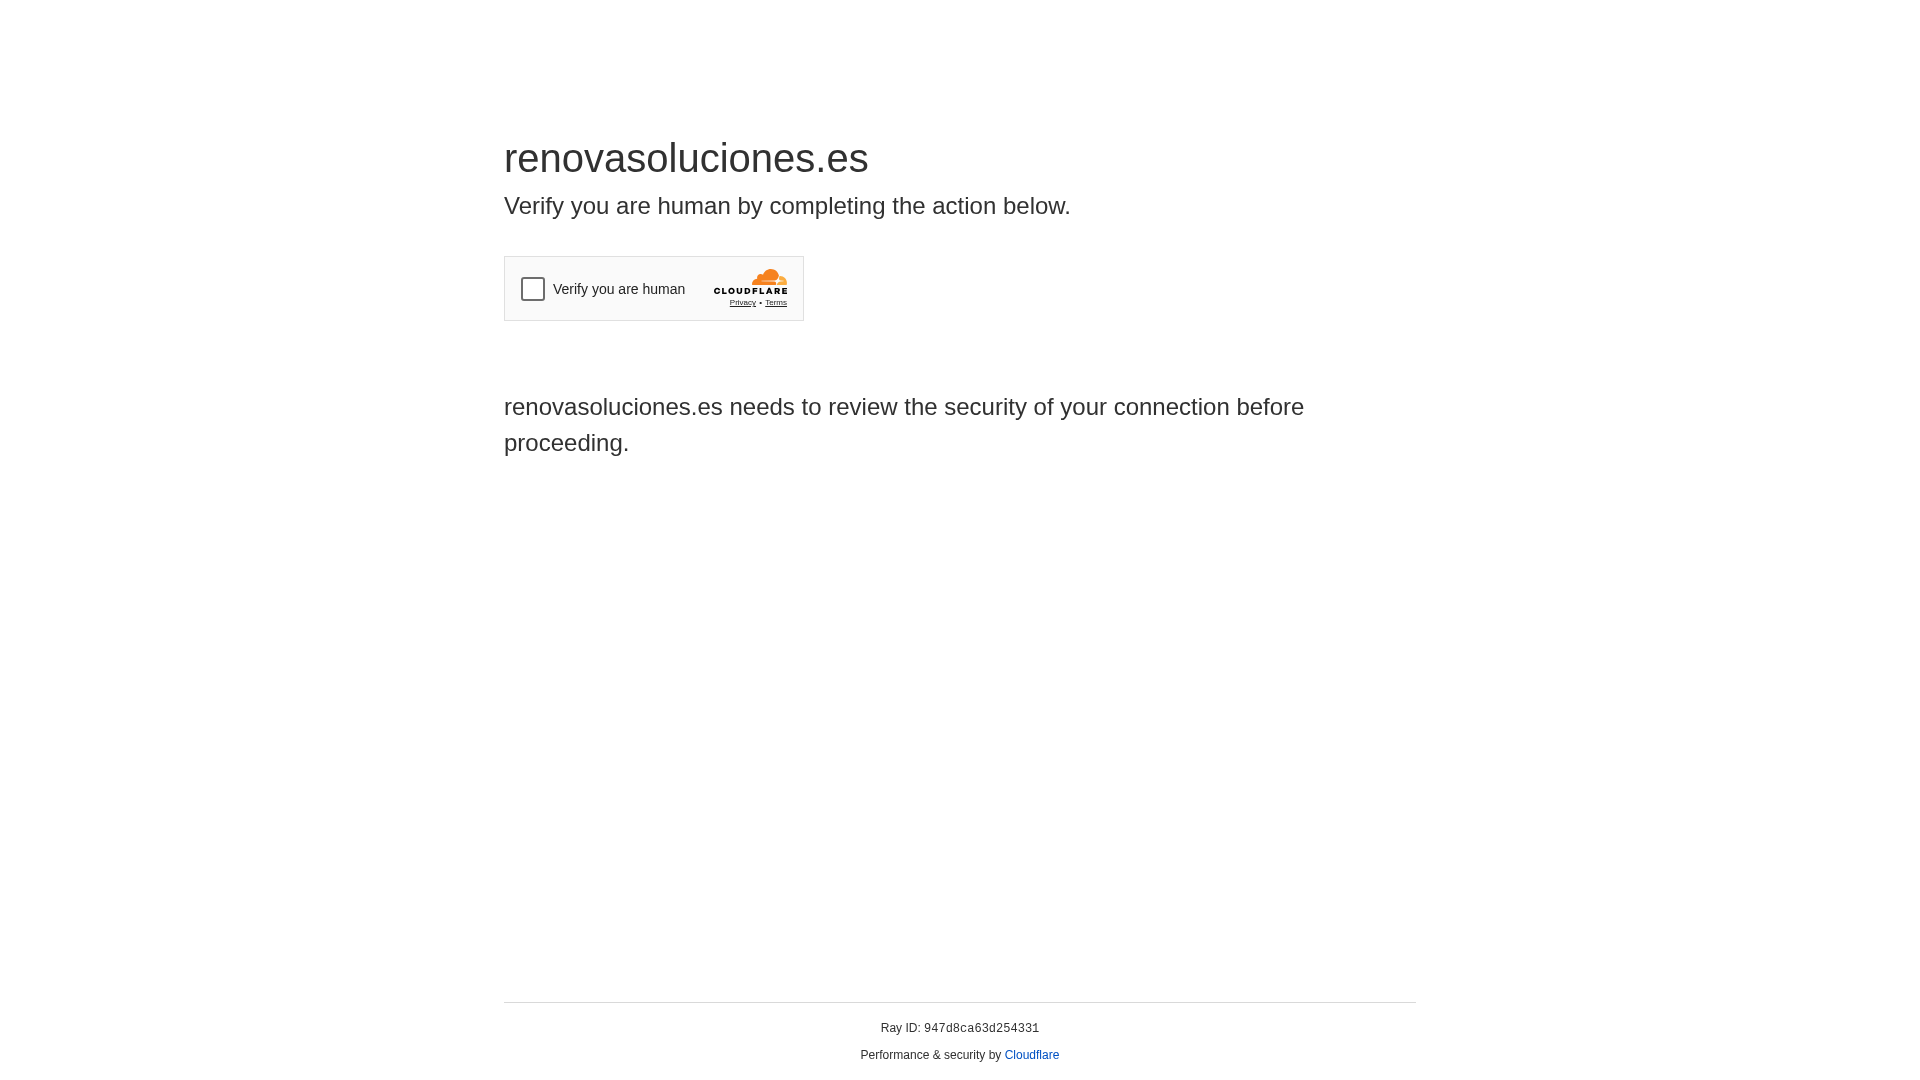 renovasoluciones.es
Verify you are human by completing the action below.
Verify you are human
CLOUDFLARE
Privacy • Terms
renovasoluciones.es needs to review the security of your connection before
proceeding.
Ray ID: 947d8ca63d254331
Performance & security by Cloudflare